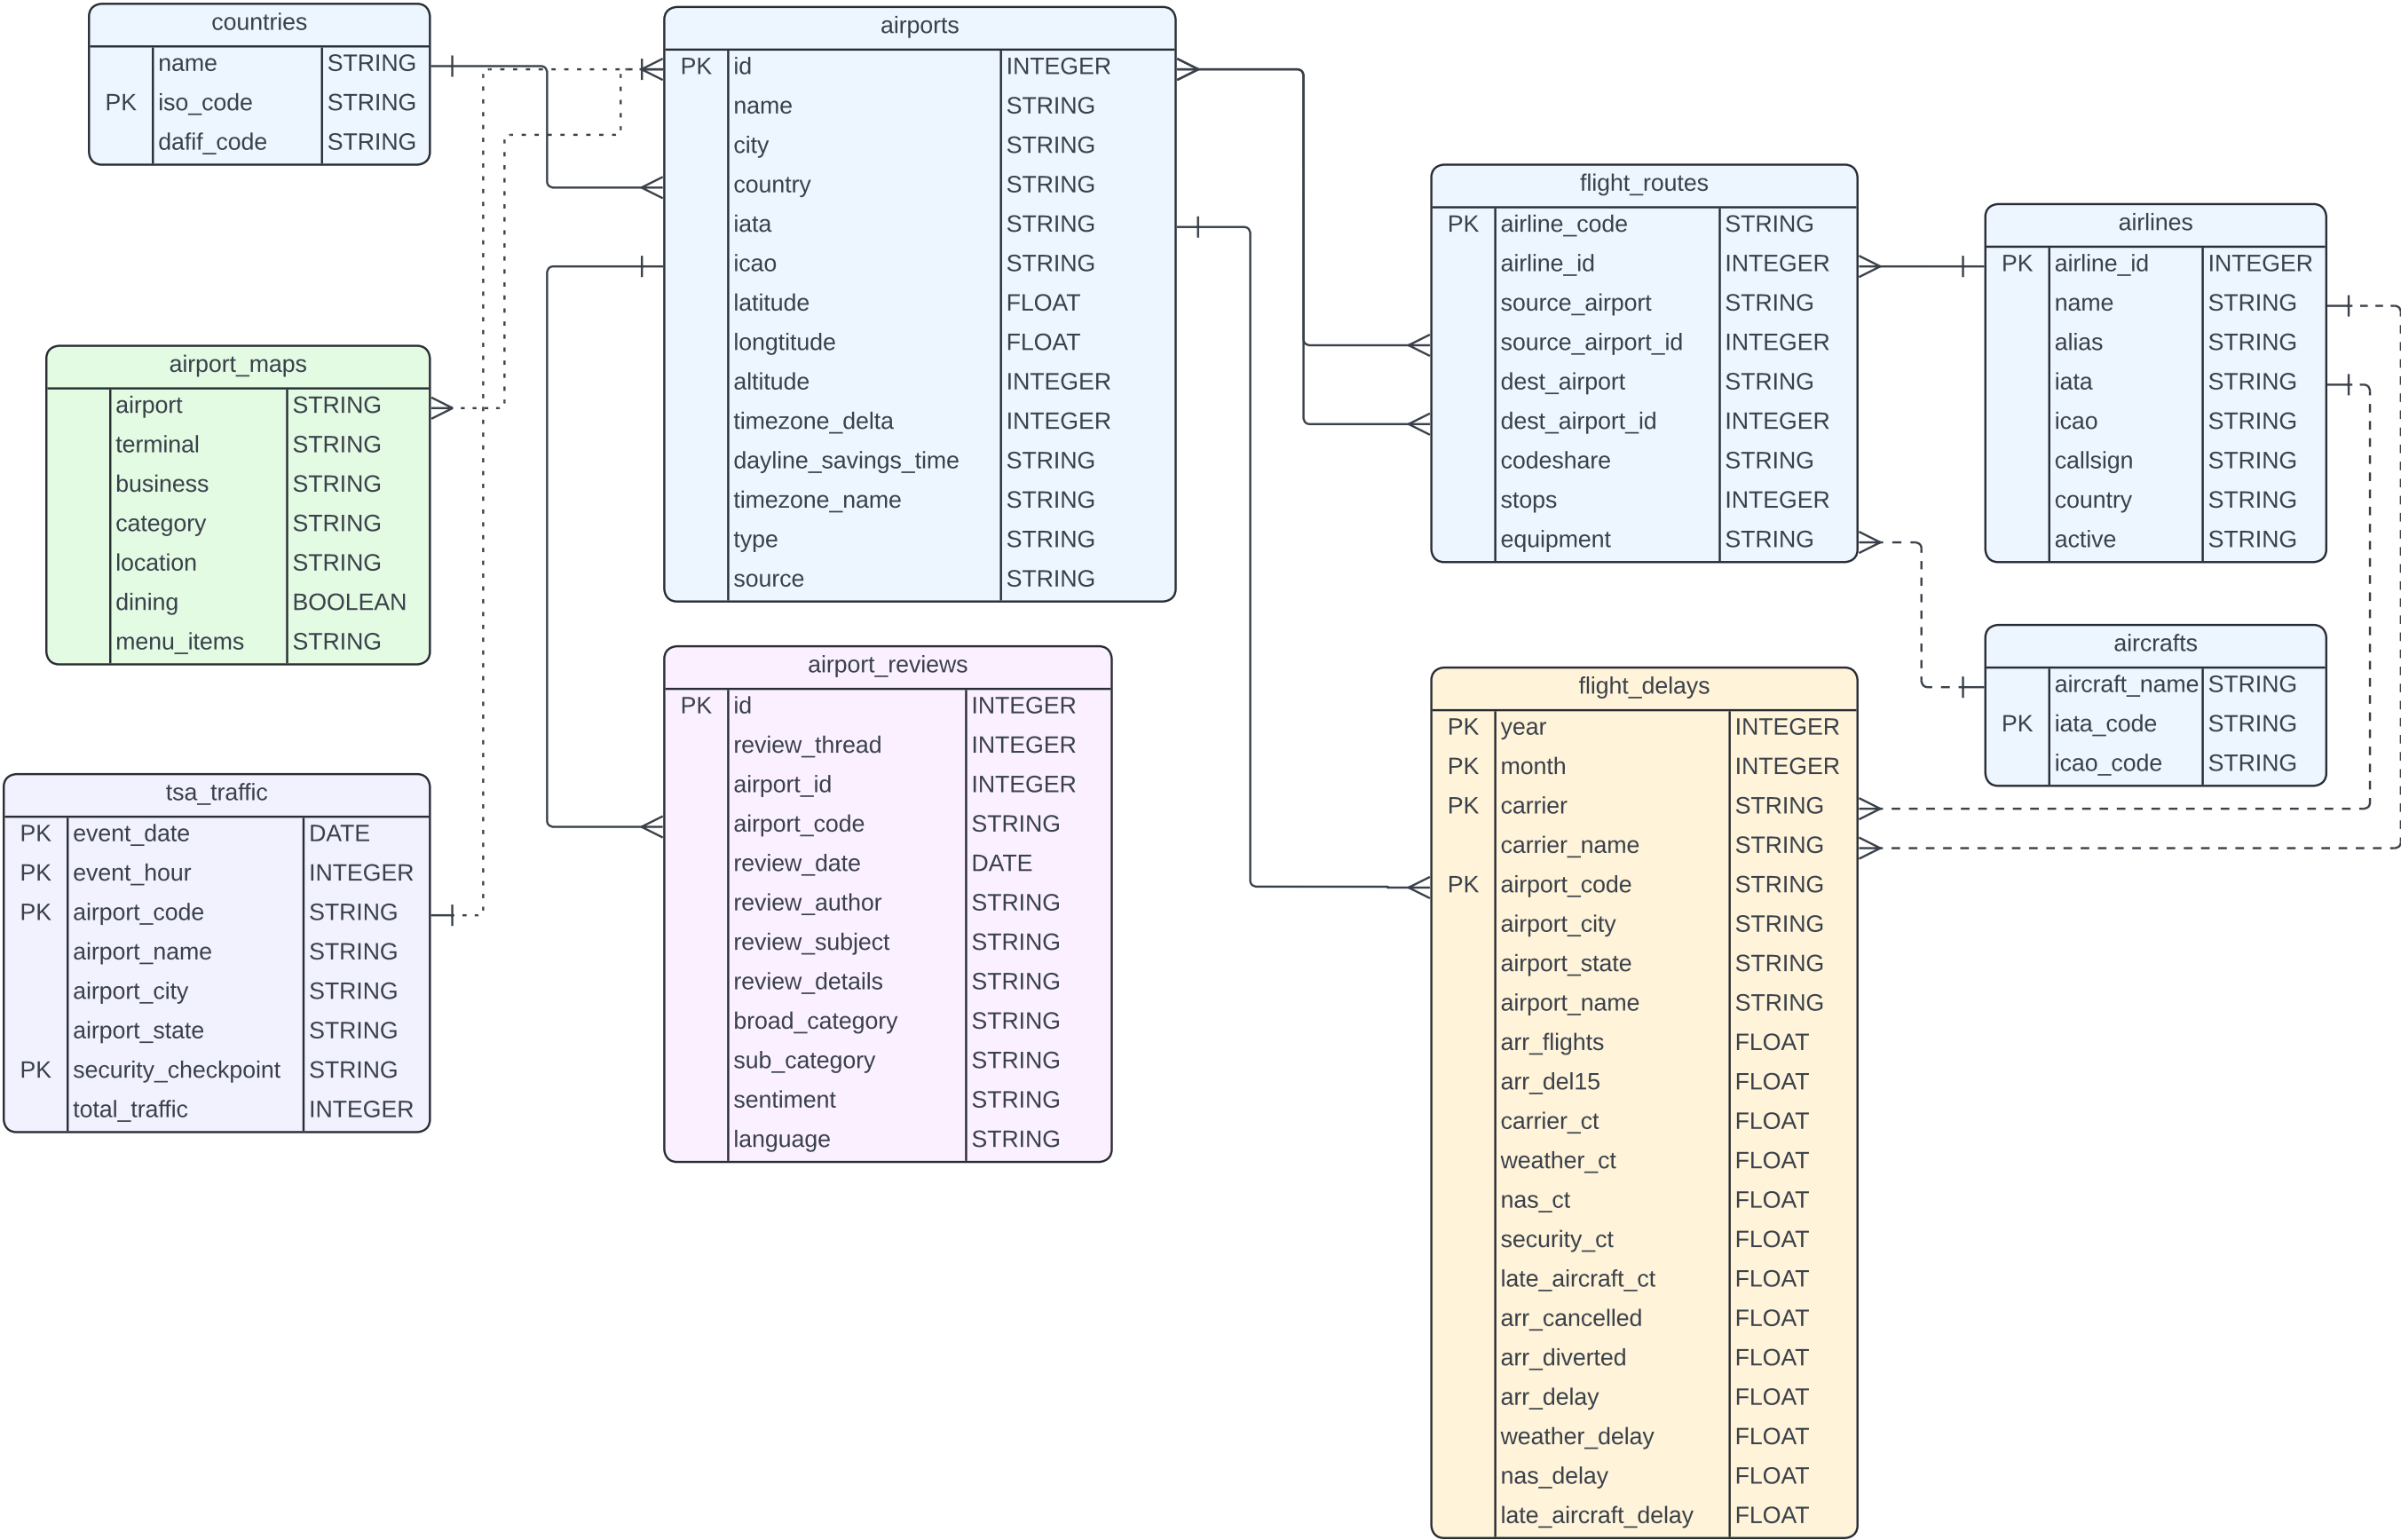 countries
name STRING
PK iso_code STRING
dafif_code STRING
airports
PK id INTEGER
name STRING
city STRING
country STRING
iata STRING
icao STRING
latitude FLOAT
longtitude FLOAT
altitude INTEGER
timezone_delta INTEGER
dayline_savings_time STRING
timezone_name STRING
type STRING
source STRING
flight_routes
PK airline_code STRING
airline_id INTEGER
source_airport STRING
source_airport_id INTEGER
dest_airport STRING
dest_airport_id INTEGER
codeshare STRING
stops INTEGER
equipment STRING
airlines
PK airline_id INTEGER
name STRING
alias STRING
iata STRING
icao STRING
callsign STRING
country STRING
active STRING
airport_maps
airport STRING
terminal STRING
business STRING
category STRING
location STRING
dining BOOLEAN
menu_items STRING
airport_reviews
PK id INTEGER
review_thread INTEGER
airport_id INTEGER
airport_code STRING
review_date DATE
review_author STRING
review_subject STRING
review_details STRING
broad_category STRING
sub_category STRING
sentiment STRING
language STRING
aircrafts
aircraft_name STRING
PK iata_code STRING
icao_code STRING
flight_delays
PK year INTEGER
PK month INTEGER
PK carrier STRING
carrier_name STRING
PK airport_code STRING
airport_city STRING
airport_state STRING
airport_name STRING
arr_flights FLOAT
arr_del15 FLOAT
carrier_ct FLOAT
weather_ct FLOAT
nas_ct FLOAT
security_ct FLOAT
late_aircraft_ct FLOAT
arr_cancelled FLOAT
arr_diverted FLOAT
arr_delay FLOAT
weather_delay FLOAT
nas_delay FLOAT
late_aircraft_delay FLOAT
tsa_traffic
PK event_date DATE
PK event_hour INTEGER
PK airport_code STRING
airport_name STRING
airport_city STRING
airport_state STRING
PK security_checkpoint STRING
total_traffic INTEGER